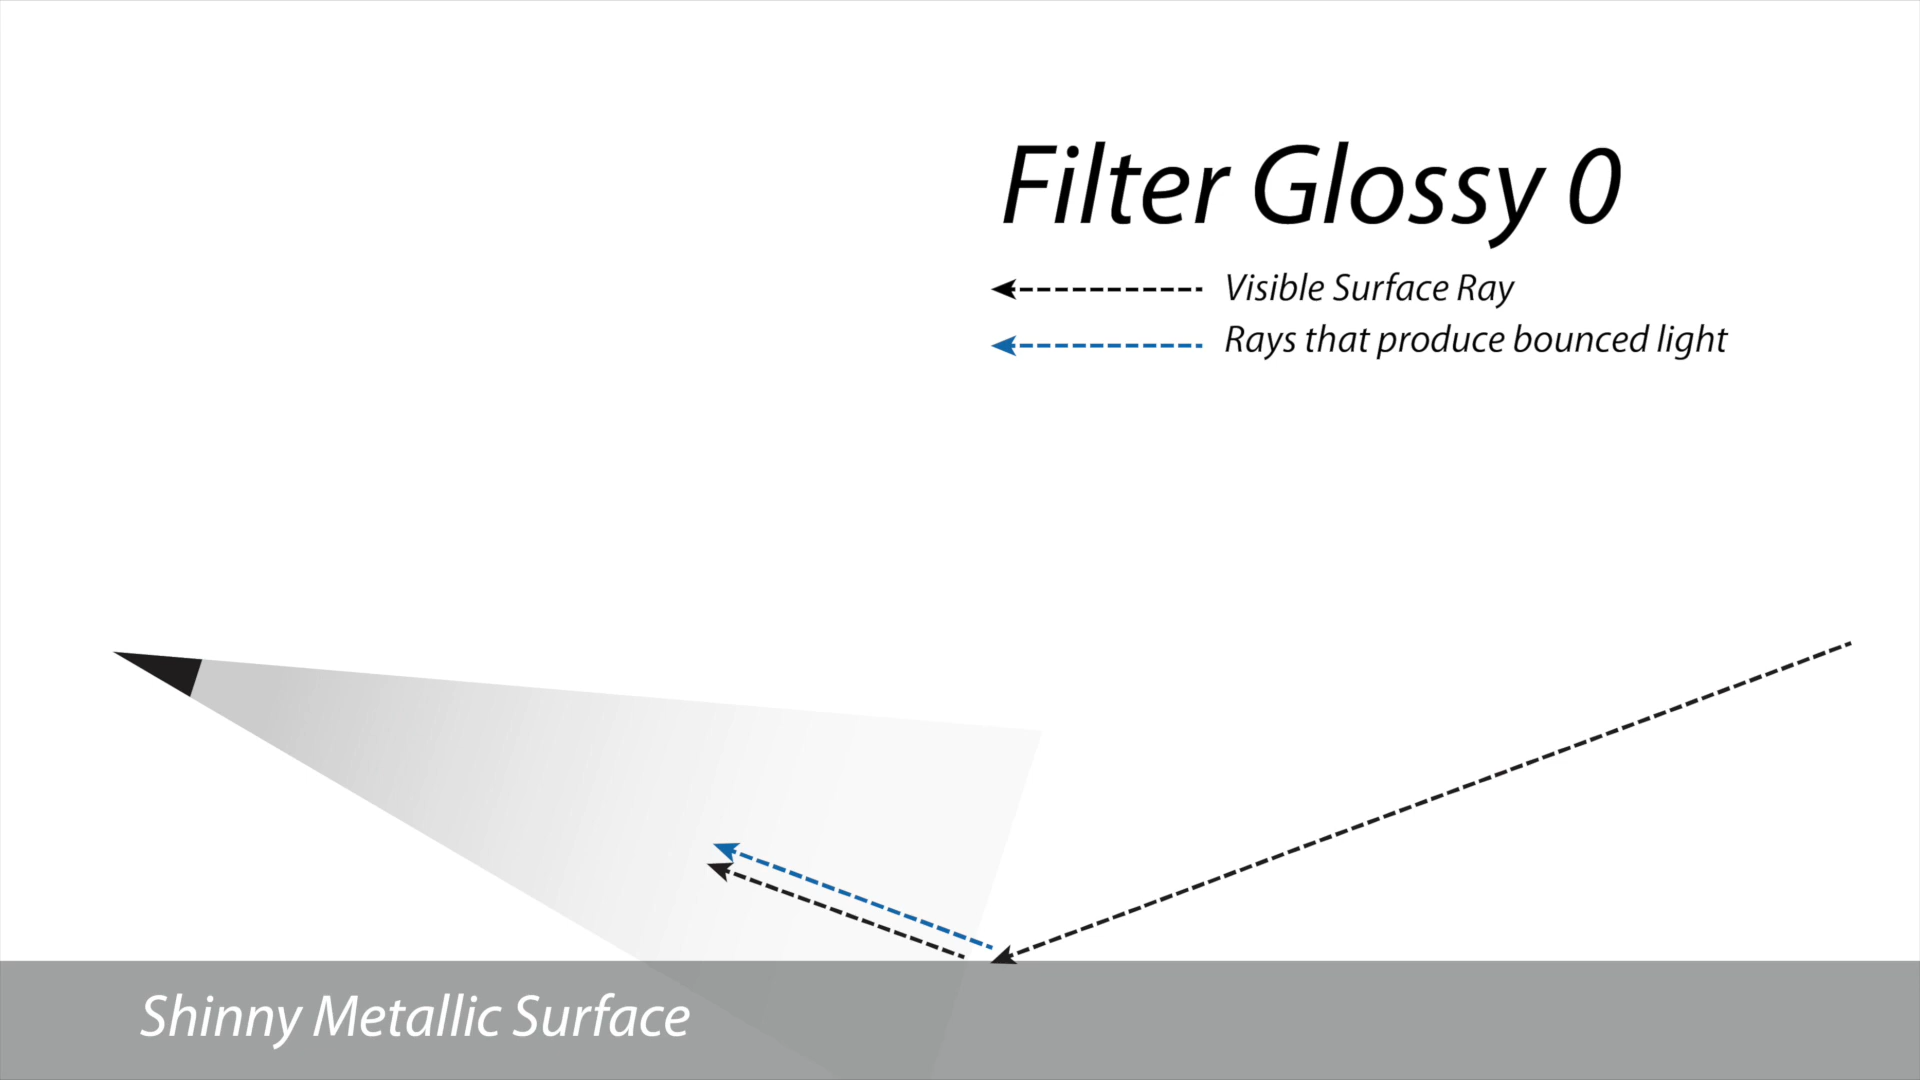 Filter Glossy 0
Visible Surface Ray
Rays that produce bounced light
Shinny Metallic Surface